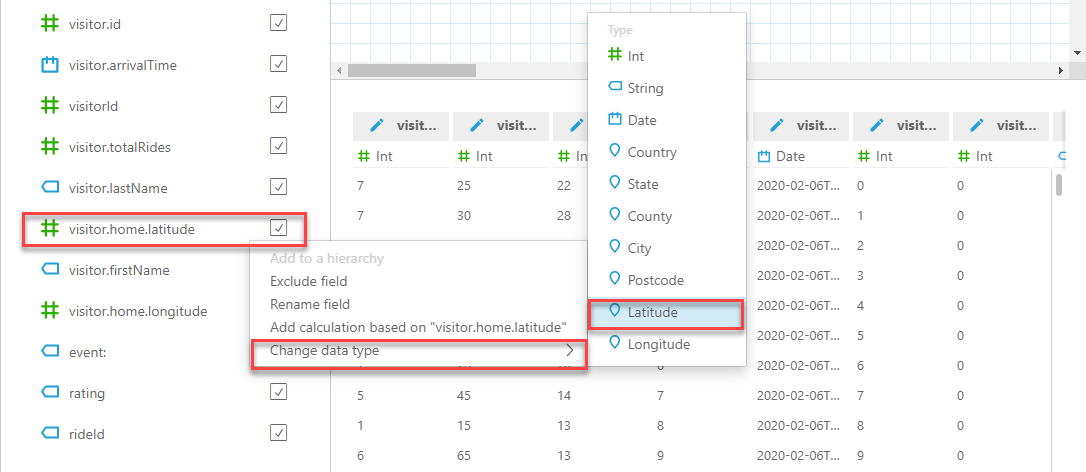 visitor.id
visitor.arrivalTime
visitorId
visitor.totalRides
visitor.lastName
visitor.home.latitude
visitor.firstName
visitor.home.longitude
event:
rating
rideId
Add to a hierarchy
Exclude field
Rename field
Add calculation based on "visitor.home.latitude"
Change data type
Type
Int
String
Date
Country
State
County
City
Postcode
Latitude
Longitude
visit... visit... visit... visit... visit...
Int Int Int Date Int Int
7 25 22 2020-02-06T... 0 0
7 30 28 2020-02-06T... 1 0
2020-02-06T... 2 0
2020-02-06T... 3 0
2020-02-06T... 4 0
2020-02-06T... 5 0
2020-02-06T... 6 0
5 45 14 7 2020-02-06T... 7 0
1 15 13 8 2020-02-06T... 8 0
6 65 13 9 2020-02-06T... 9 0